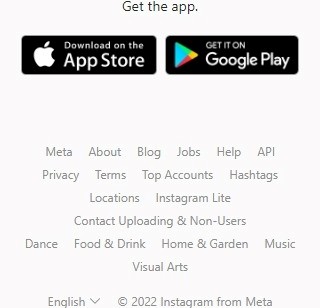 Get the app.
Download on the
App Store
GET IT ON
Google Play
Meta About Blog Jobs Help API
Privacy Terms Top Accounts Hashtags
Locations Instagram Lite
Contact Uploading & Non-Users
Dance Food & Drink Home & Garden Music
Visual Arts
English © 2022 Instagram from Meta